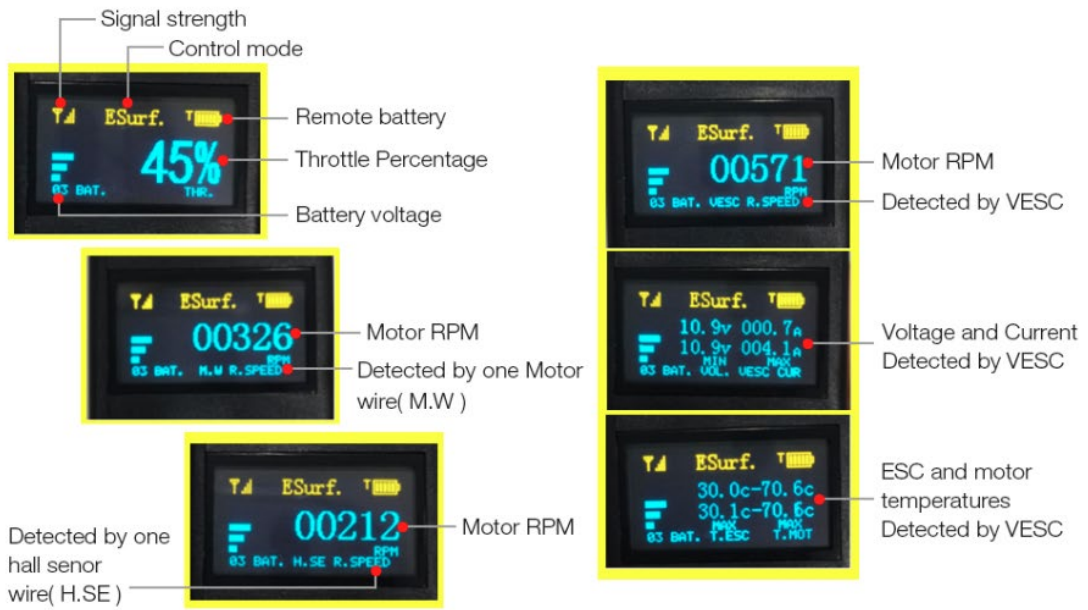 Signal strength
Control mode
ESurf.
T
Remote battery
45%
Throttle Percentage
03 BAT.
THR.
Battery voltage
ESurf.
T
00326
Motor RPM
RPM
03 BAT. M.W R.SPEED
Detected by one Motor
wire( M.W )
ESurf.
T
00212
Motor RPM
RPM
03 BAT. H.SE R.SPEED
Detected by one
hall senor
wire( H.SE )
ESurf.
T
00571
Motor RPM
RPM
03 BAT. VESC R.SPEED
Detected by VESC
ESurf.
T
10.9v 000.7A
10.9v 004.1A
MIN MAX
03 BAT. VOL. VESC CUR
Voltage and Current
Detected by VESC
ESurf.
T
30.0c-70.6c
30.1c-70.6c
MAX MAX
03 BAT. T.ESC T.MOT
ESC and motor
temperatures
Detected by VESC